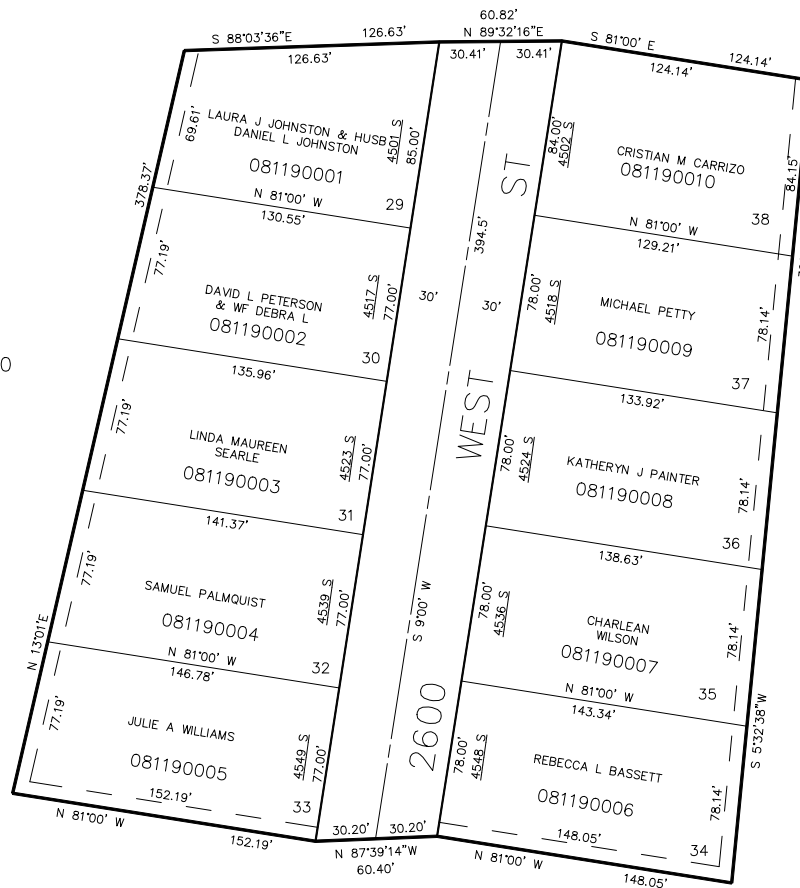 60.82'
S 88°03'36"E 126.63' N 89°32'16"E S 81°00' E 124.14'
126.63' 30.41' 30.41' 124.14'
69.61'
LAURA J JOHNSTON & HUSB
DANIEL L JOHNSTON
081190001
4501 S
85.00'
N 81°00' W
29
130.55'
378.37'
84.00'
4502 S
CRISTIAN M CARRIZO
081190010
84.15'
38
N 81°00' W
129.21'
77.19'
DAVID L PETERSON
& WF DEBRA L
081190002
4517 S
77.00'
30
135.96'
30'
30'
394.5'
78.00'
4518 S
MICHAEL PETTY
081190009
78.14'
37
133.92'
0
77.19'
LINDA MAUREEN
SEARLE
081190003
4523 S
77.00'
31
141.37'
78.00'
4524 S
KATHERYN J PAINTER
081190008
78.14'
36
138.63'
77.19'
SAMUEL PALMQUIST
081190004
4539 S
77.00'
N 81°00' W
32
146.78'
N 13°01'E
S 9°00' W
2600 WEST ST
78.00'
4536 S
CHARLEAN
WILSON
081190007
78.14'
N 81°00' W
35
143.34'
S 5°32'38"W
77.19'
JULIE A WILLIAMS
081190005
4549 S
77.00'
152.19'
33
N 81°00' W
152.19'
78.00'
4548 S
REBECCA L BASSETT
081190006
78.14'
148.05'
34
30.20' 30.20'
N 87°39'14"W
60.40'
N 81°00' W
148.05'